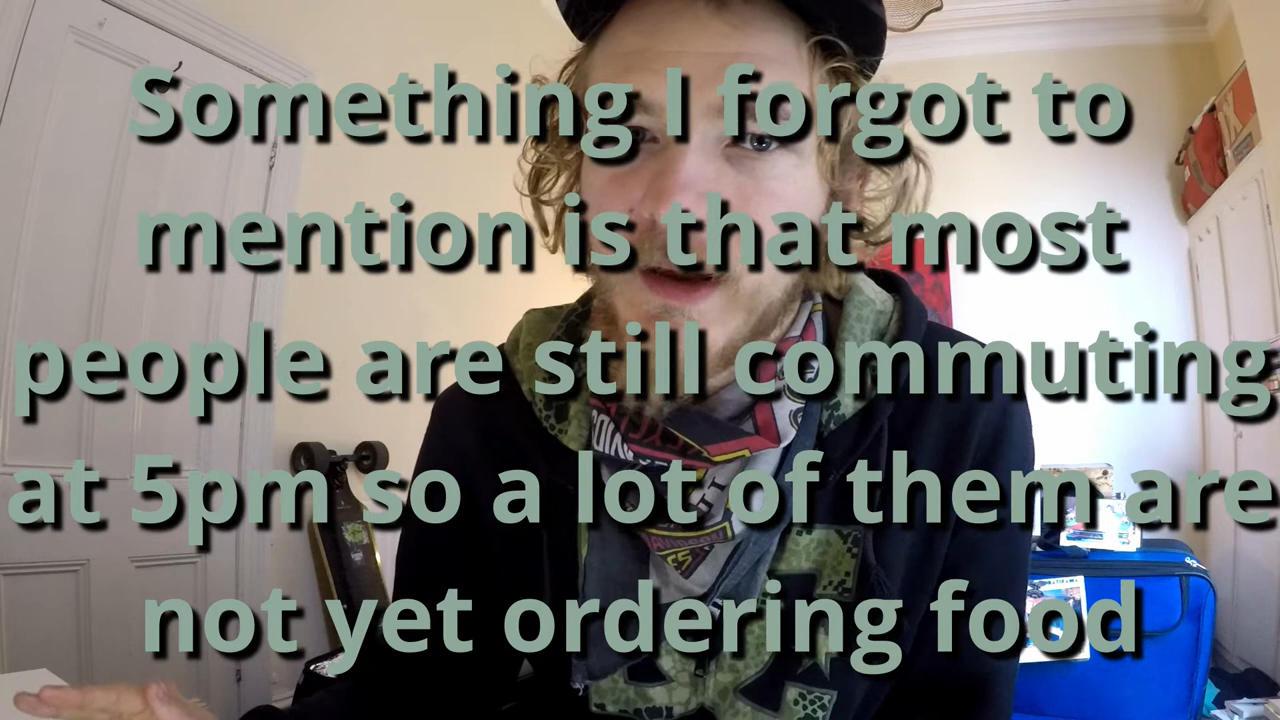 Something I forgot to
mention is that most
people are still commuting
at 5pm so a lot of them are
not yet ordering food